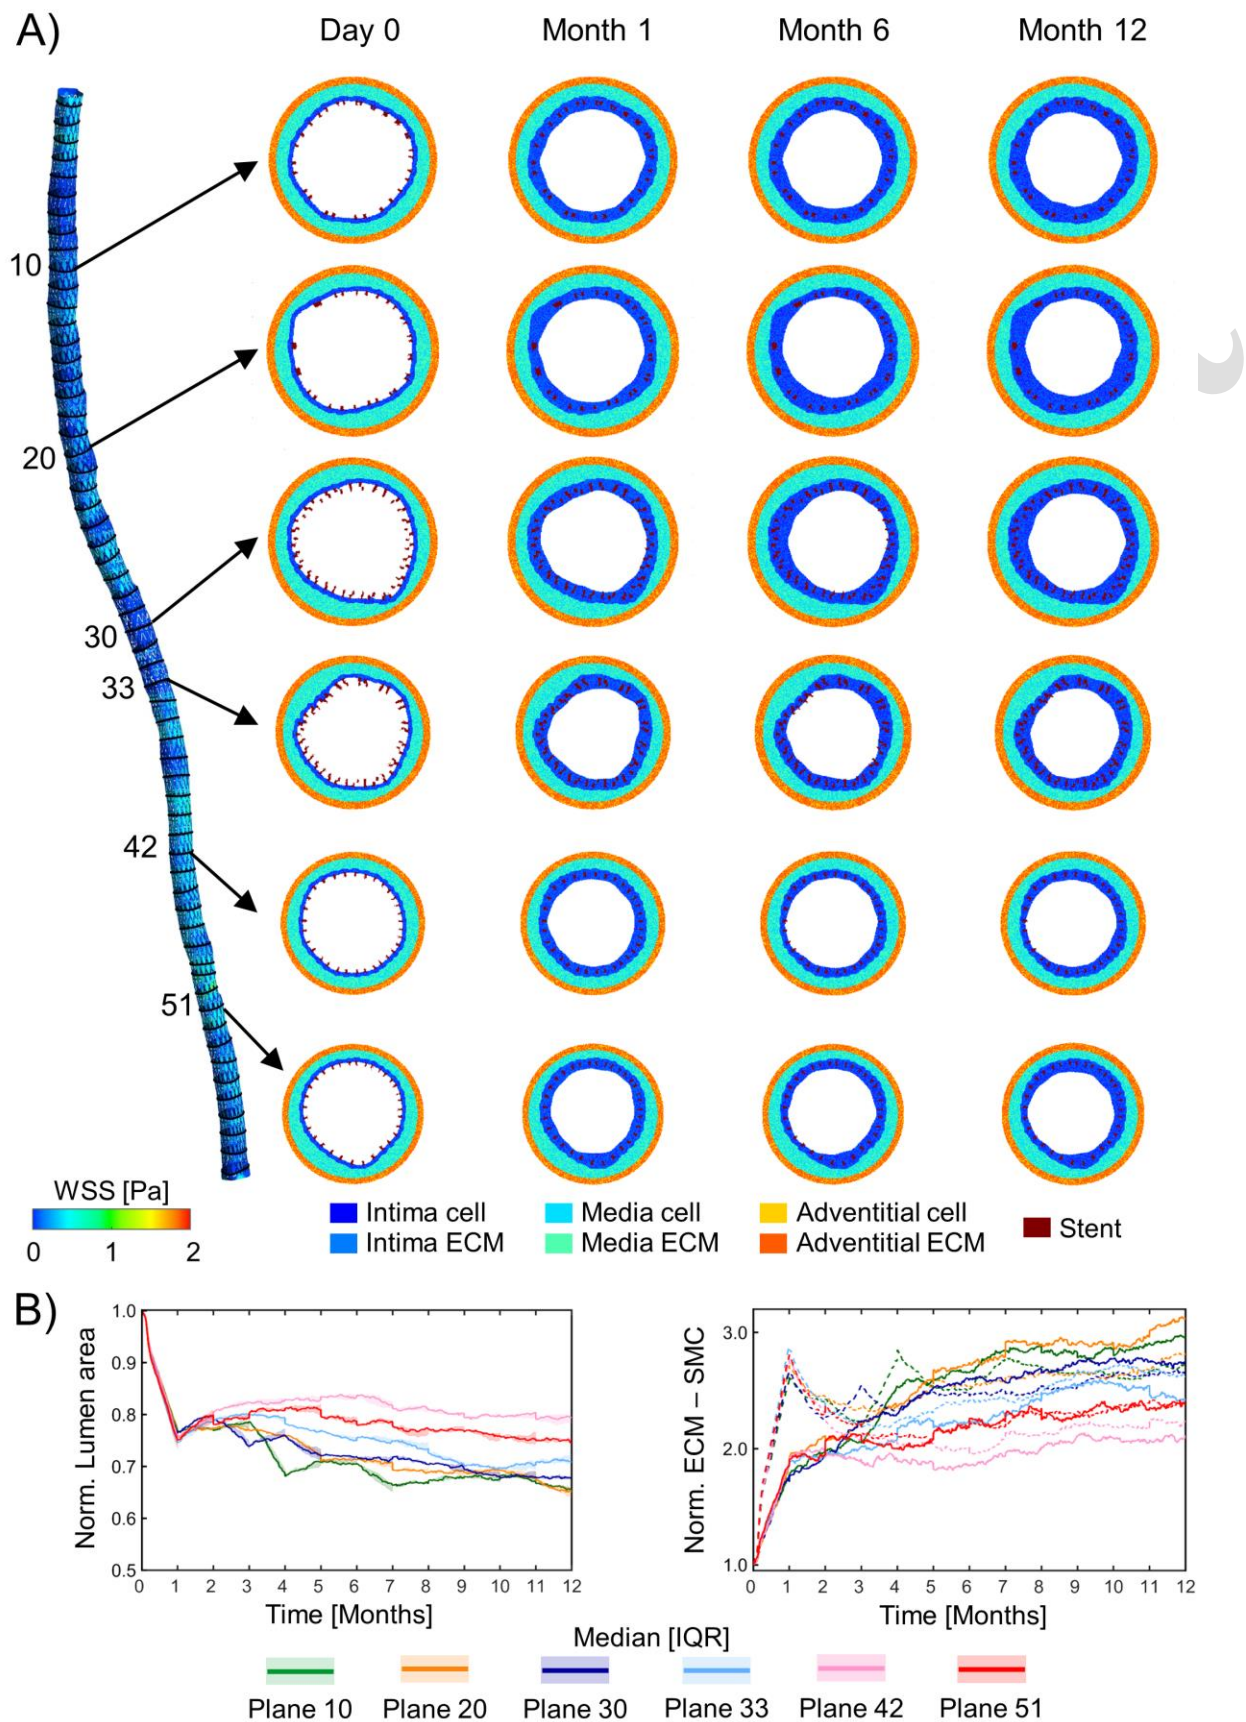 A)
Day 0 Month 1 Month 6 Month 12
10
20
30
33
42
51
WSS [Pa]
0 1 2
Intima cell Media cell Adventitial cell Stent
Intima ECM Media ECM Adventitial ECM
B)
Norm. Lumen area
1.0
0.9
0.8
0.7
0.6
0.5
0 1 2 3 4 5 6 7 8 9 10 11 12
Time [Months]
Norm. ECM – SMC
3.0
2.0
1.0
0 1 2 3 4 5 6 7 8 9 10 11 12
Time [Months]
Median [IQR]
Plane 10 Plane 20 Plane 30 Plane 33 Plane 42 Plane 51